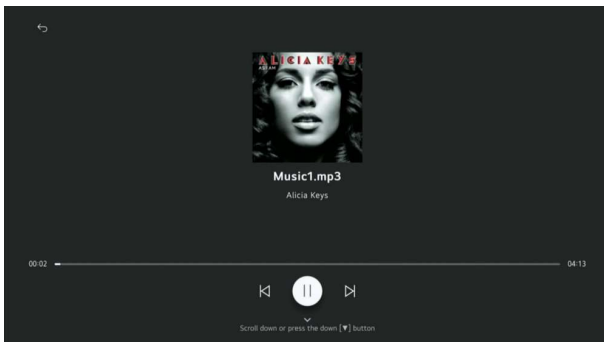 ALICIA KEYS
AS I AM
Music1.mp3
Alicia Keys
00:02
04:13
Scroll down or press the down [▼] button